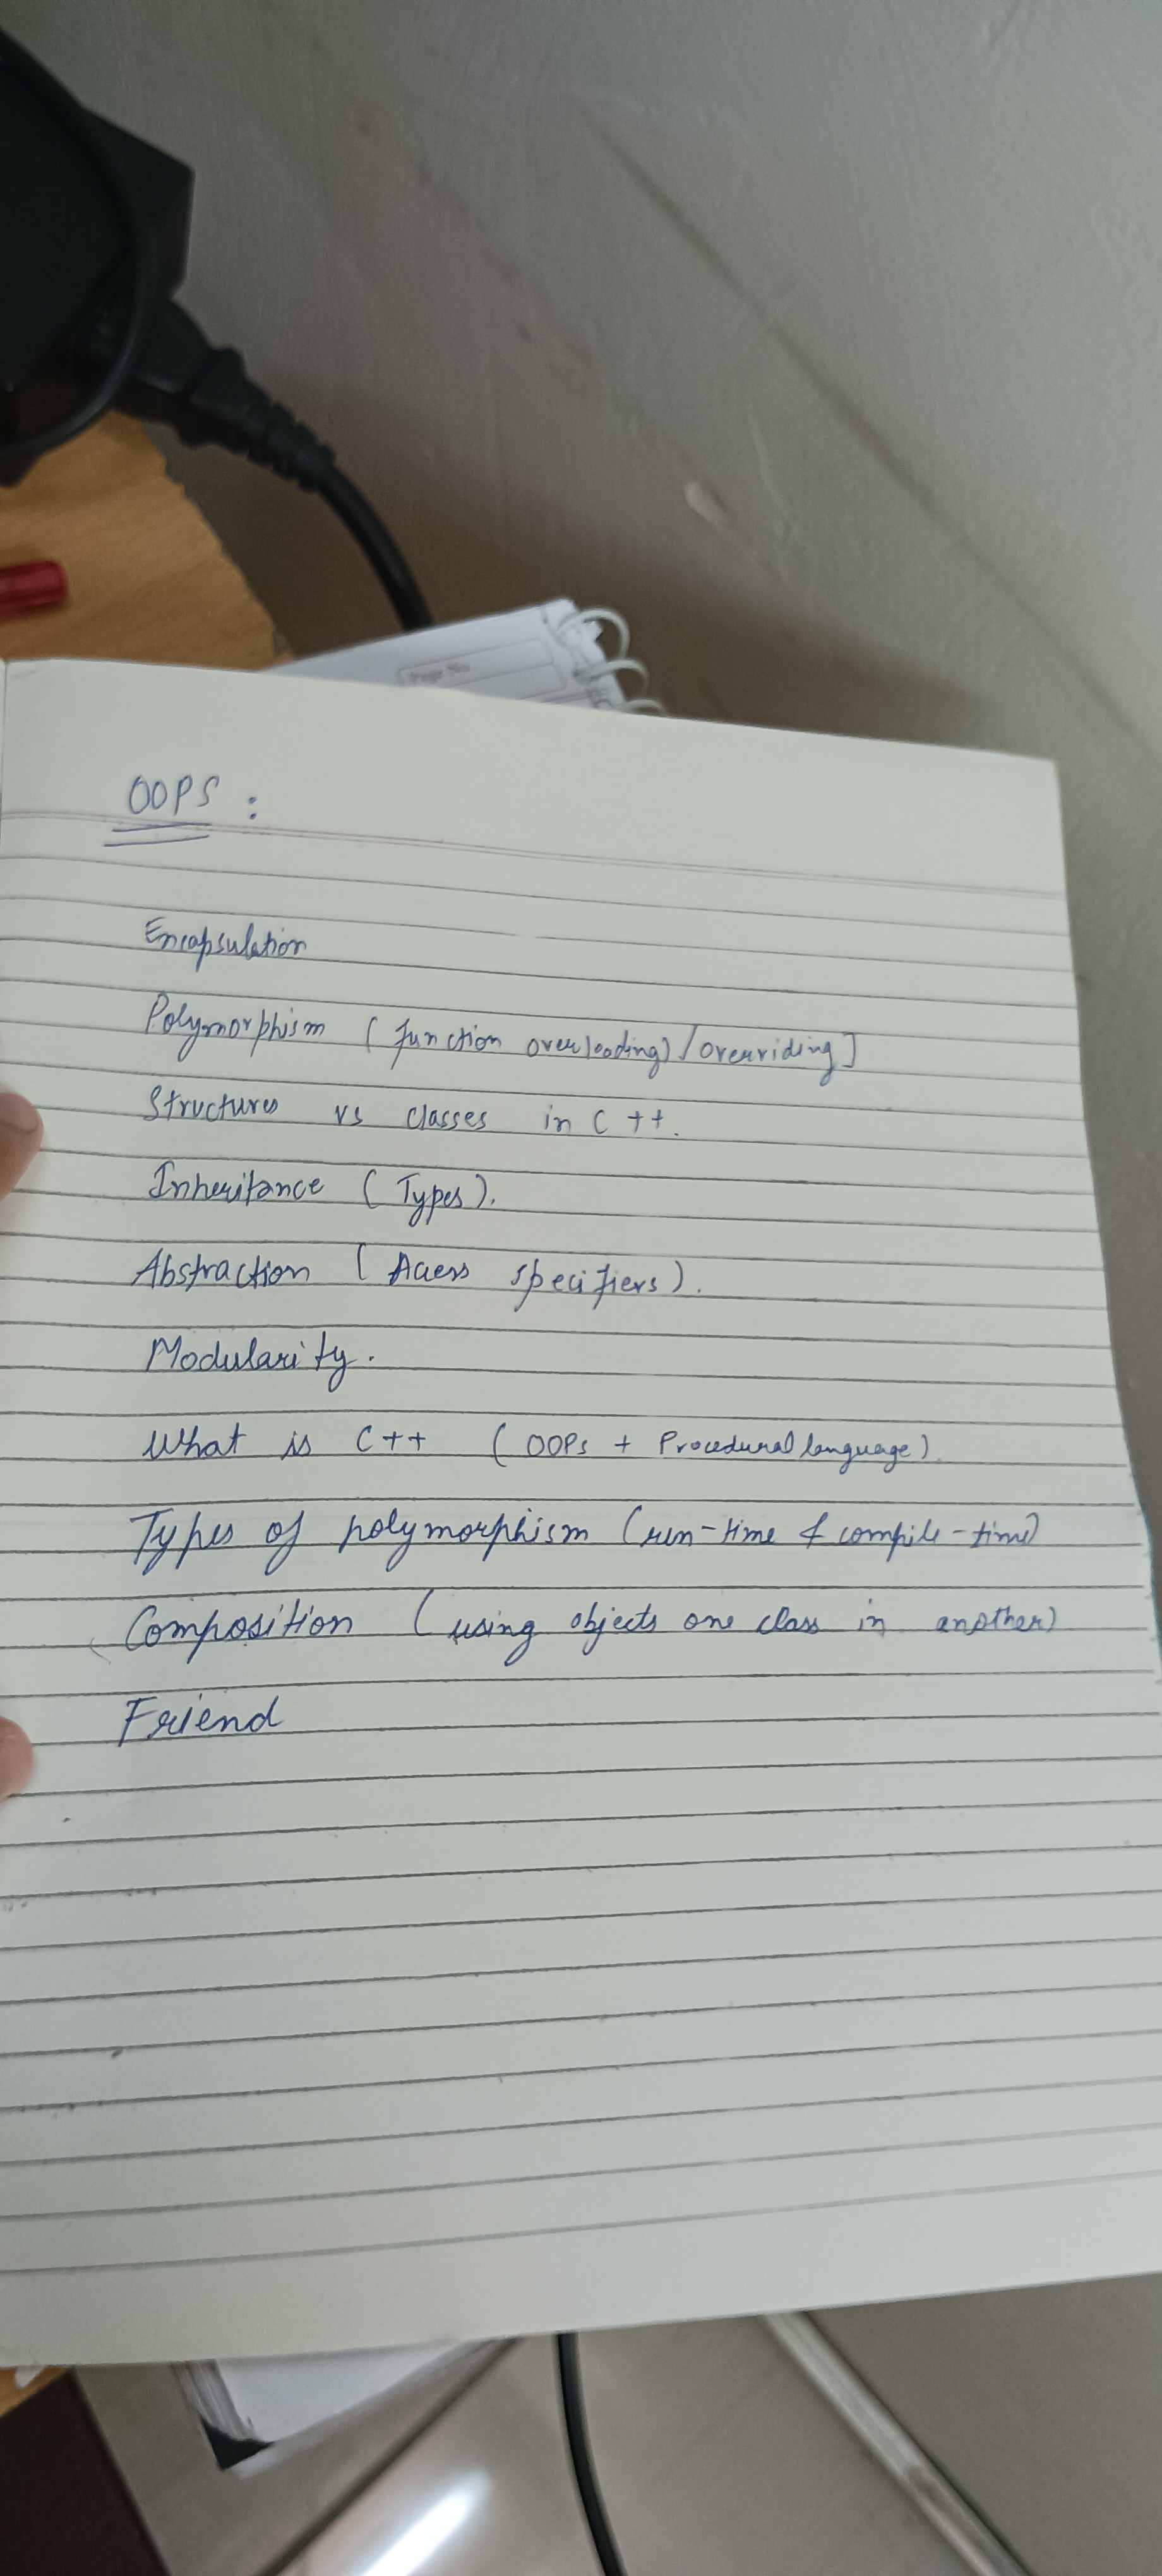 Page No.
OOPS :
Encapsulation
Polymorphism ( function overloading) / overriding ]
Structures vs classes in C ++.
Inheritance ( Types ).
Abstraction ( Acess specifiers ).
Modularity.
What is C++ ( OOPs + Procedural language )
Types of polymorphism (run-time & compile-time)
Composition ( using objects one class in another)
Friend